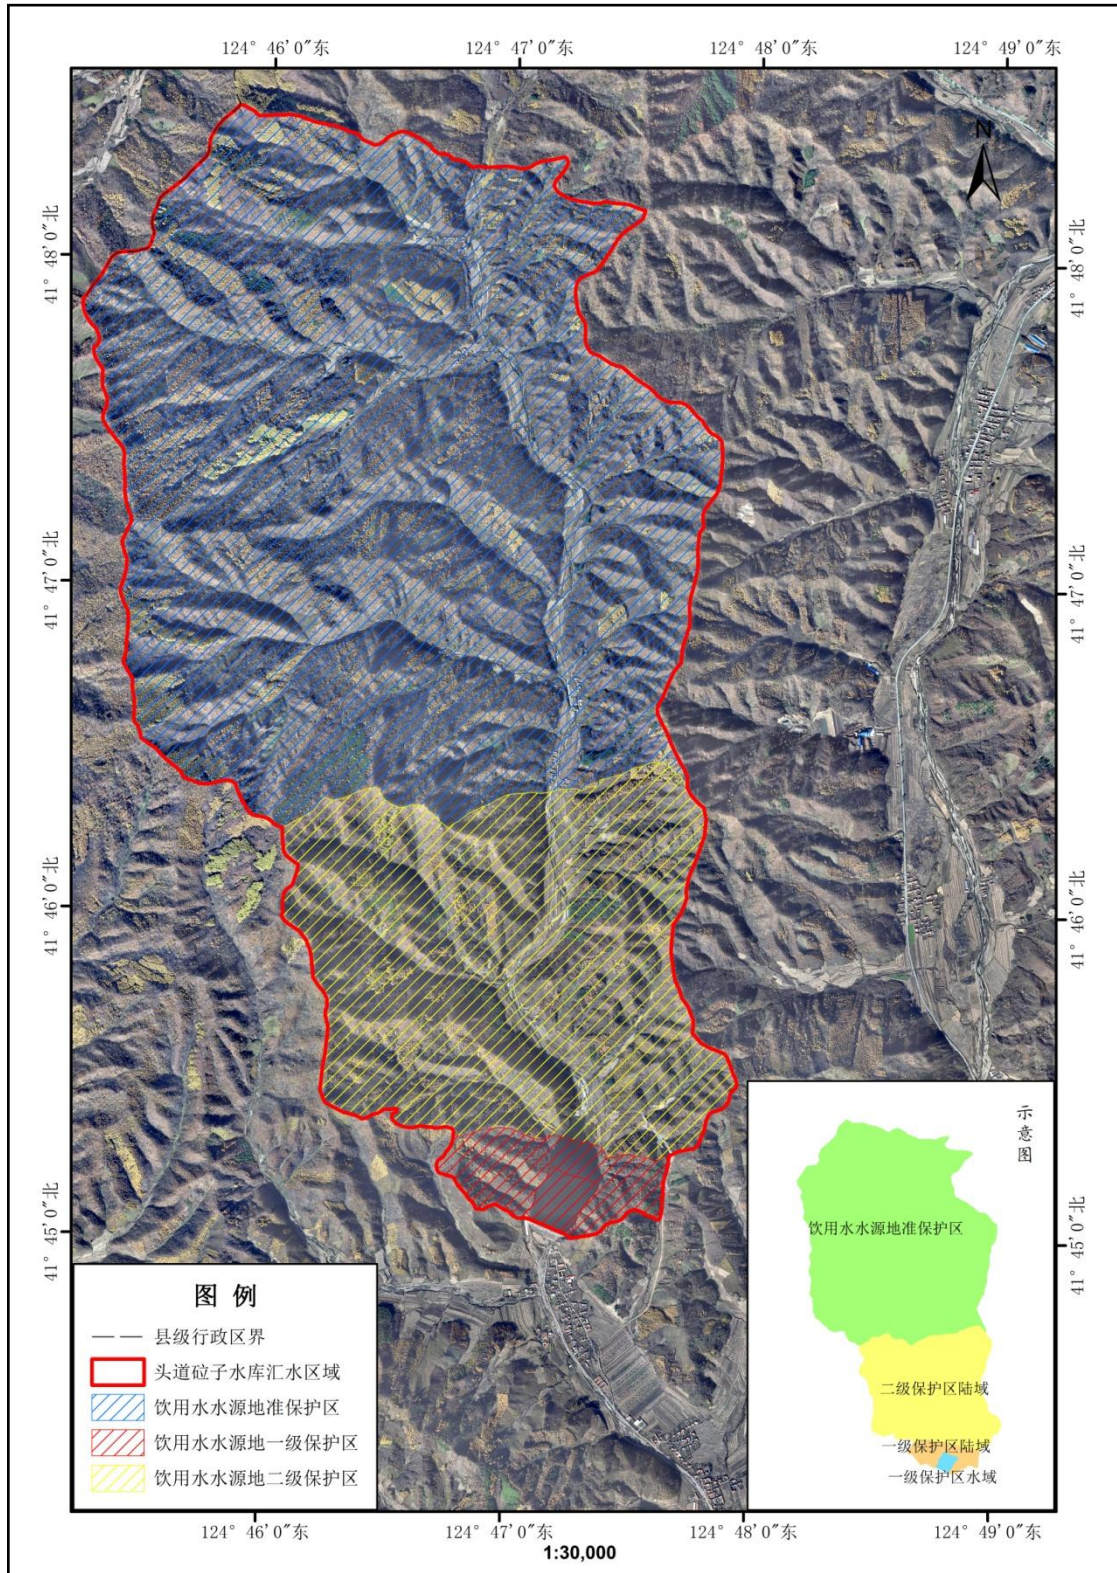 124° 46'0"东
124° 47'0"东
124° 48'0"东
124° 49'0"东
N
41° 48'0"北
41° 48'0"北
41° 47'0"北
41° 47'0"北
41° 46'0"北
41° 46'0"北
41° 45'0"北
41° 45'0"北
示意图
饮用水水源地准保护区
二级保护区陆域
一级保护区陆域
一级保护区水域
图 例
县级行政区界
头道砬子水库汇水区域
饮用水水源地准保护区
饮用水水源地一级保护区
饮用水水源地二级保护区
124° 46'0"东
124° 47'0"东
124° 48'0"东
124° 49'0"东
1:30,000